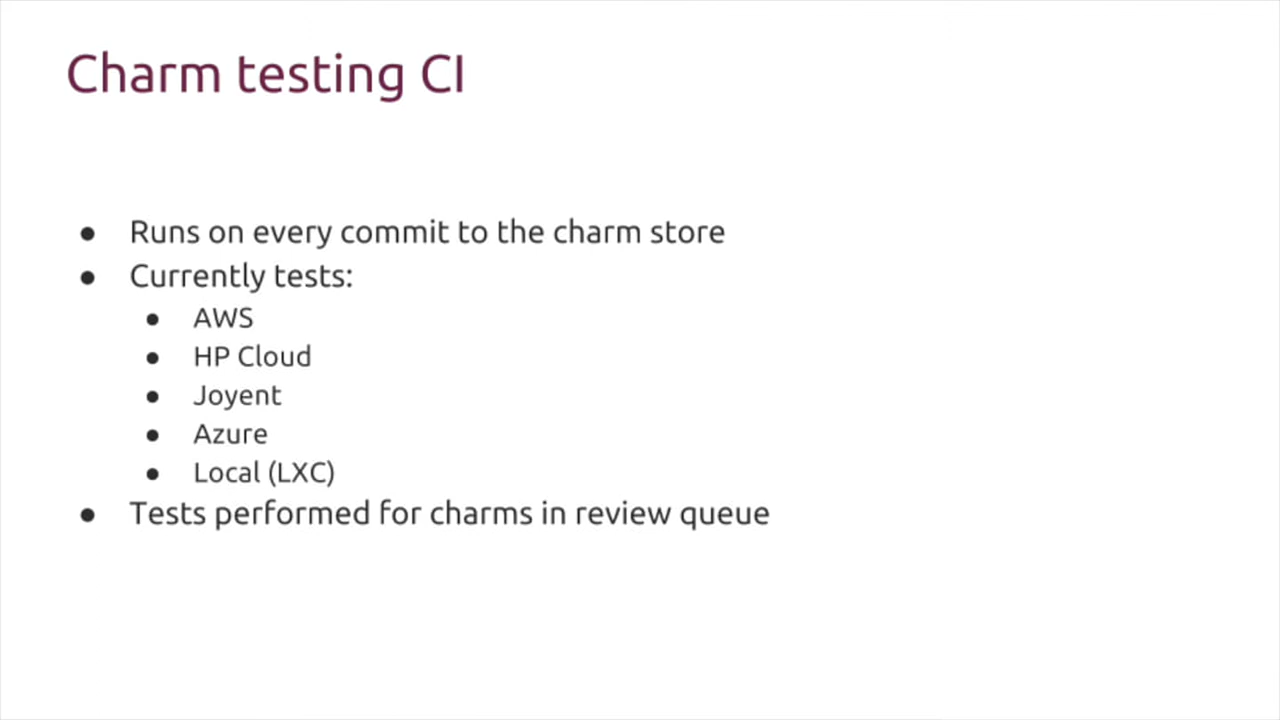 Charm testing CI
● Runs on every commit to the charm store
● Currently tests:
● AWS
● HP Cloud
● Joyent
● Azure
● Local (LXC)
● Tests performed for charms in review queue